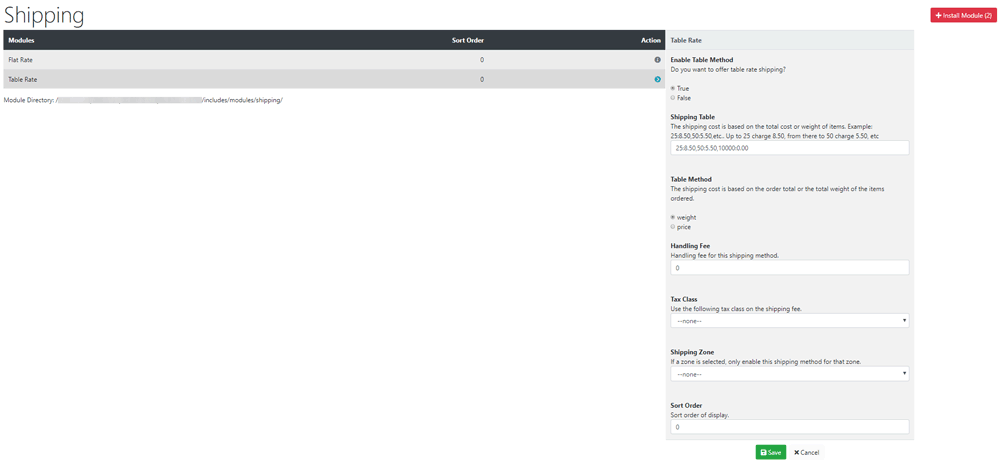 Shipping
Install Module (2)
Modules Sort Order Action
Flat Rate 0
Table Rate 0
Module Directory: / /includes/modules/shipping/
Table Rate
Enable Table Method
Do you want to offer table rate shipping?
True
False
Shipping Table
The shipping cost is based on the total cost or weight of items. Example:
25:8.50,50:5.50,etc.. Up to 25 charge 8.50, from there to 50 charge 5.50, etc
25:8.50,50:5.50,10000:0.00
Table Method
The shipping cost is based on the order total or the total weight of the items
ordered.
weight
price
Handling Fee
Handling fee for this shipping method.
0
Tax Class
Use the following tax class on the shipping fee.
--none--
Shipping Zone
If a zone is selected, only enable this shipping method for that zone.
--none--
Sort Order
Sort order of display.
0
Save Cancel